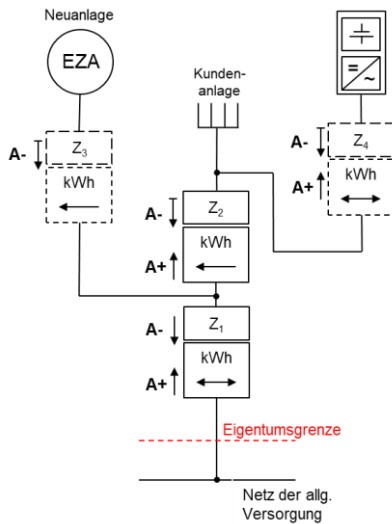 Neuanlage
EZA
Kunden-
anlage
=
~
A-
Z3
kWh
A-
Z4
A+
kWh
A-
Z2
A+
kWh
A-
Z1
A+
kWh
Eigentumsgrenze
Netz der allg.
Versorgung